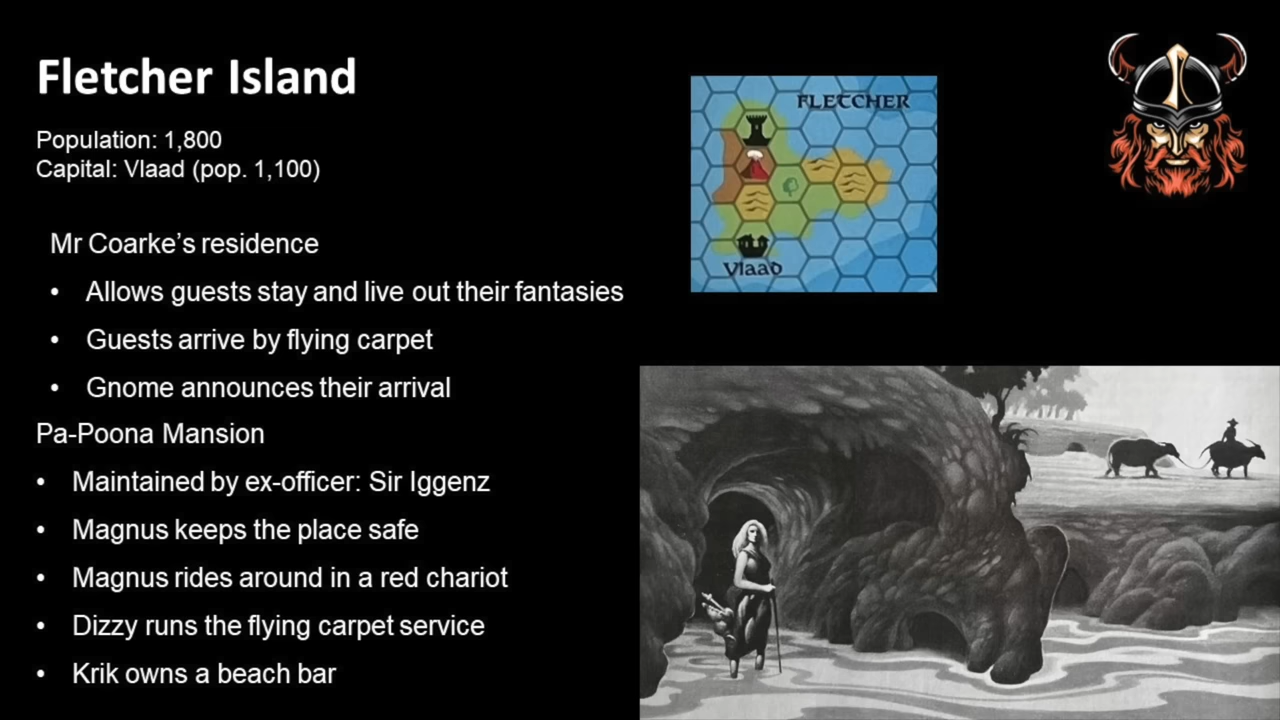 Fletcher Island
Population: 1,800
Capital: Vlaad (pop. 1,100)
Mr Coarke's residence
• Allows guests stay and live out their fantasies
• Guests arrive by flying carpet
• Gnome announces their arrival
Pa-Poona Mansion
• Maintained by ex-officer: Sir Iggenz
• Magnus keeps the place safe
• Magnus rides around in a red chariot
• Dizzy runs the flying carpet service
• Krik owns a beach bar
FLETCHER
Vlaad